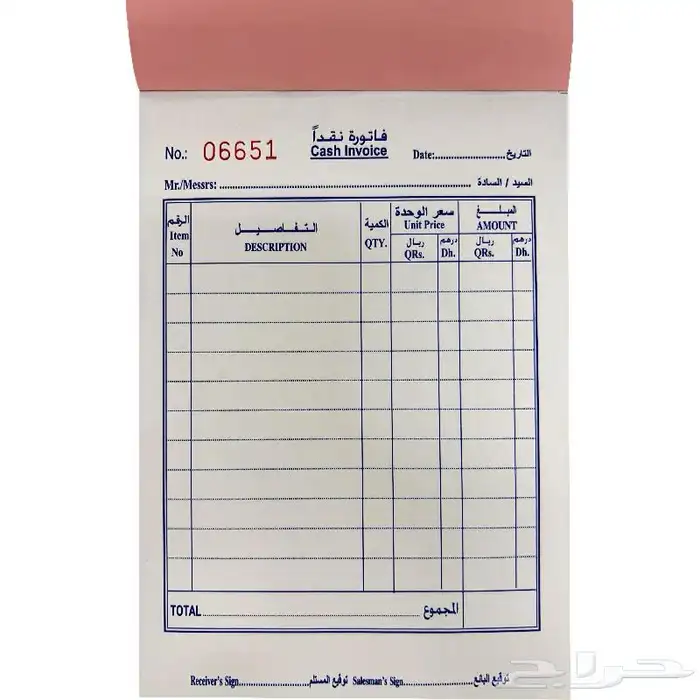 فاتورة نقداً
No.: 06651 Cash Invoice Date:........................ التاريخ
Mr./Messrs: ................................................................ السيد / السادة
الرقم التفاصيل الكمية سعر الوحدة المبلغ
Item No DESCRIPTION QTY. Unit Price AMOUNT
ريال درهم ريال درهم
QRs. Dh. QRs. Dh.
TOTAL ................................................................ المجموع
Receiver's Sign........................ توقيع المستلم Salesman's Sign........................ توقيع البائع
حراج